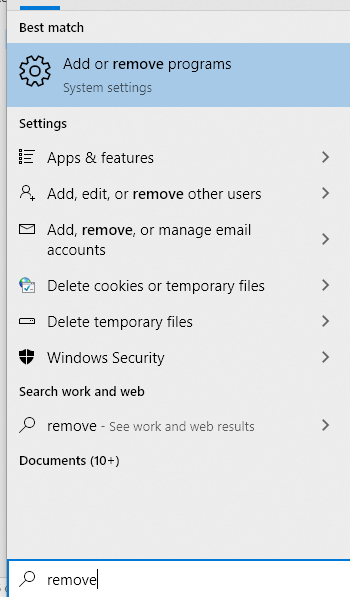 Best match
Add or remove programs
System settings
Settings
Apps & features
Add, edit, or remove other users
Add, remove, or manage email
accounts
Delete cookies or temporary files
Delete temporary files
Windows Security
Search work and web
remove - See work and web results
Documents (10+)
remove